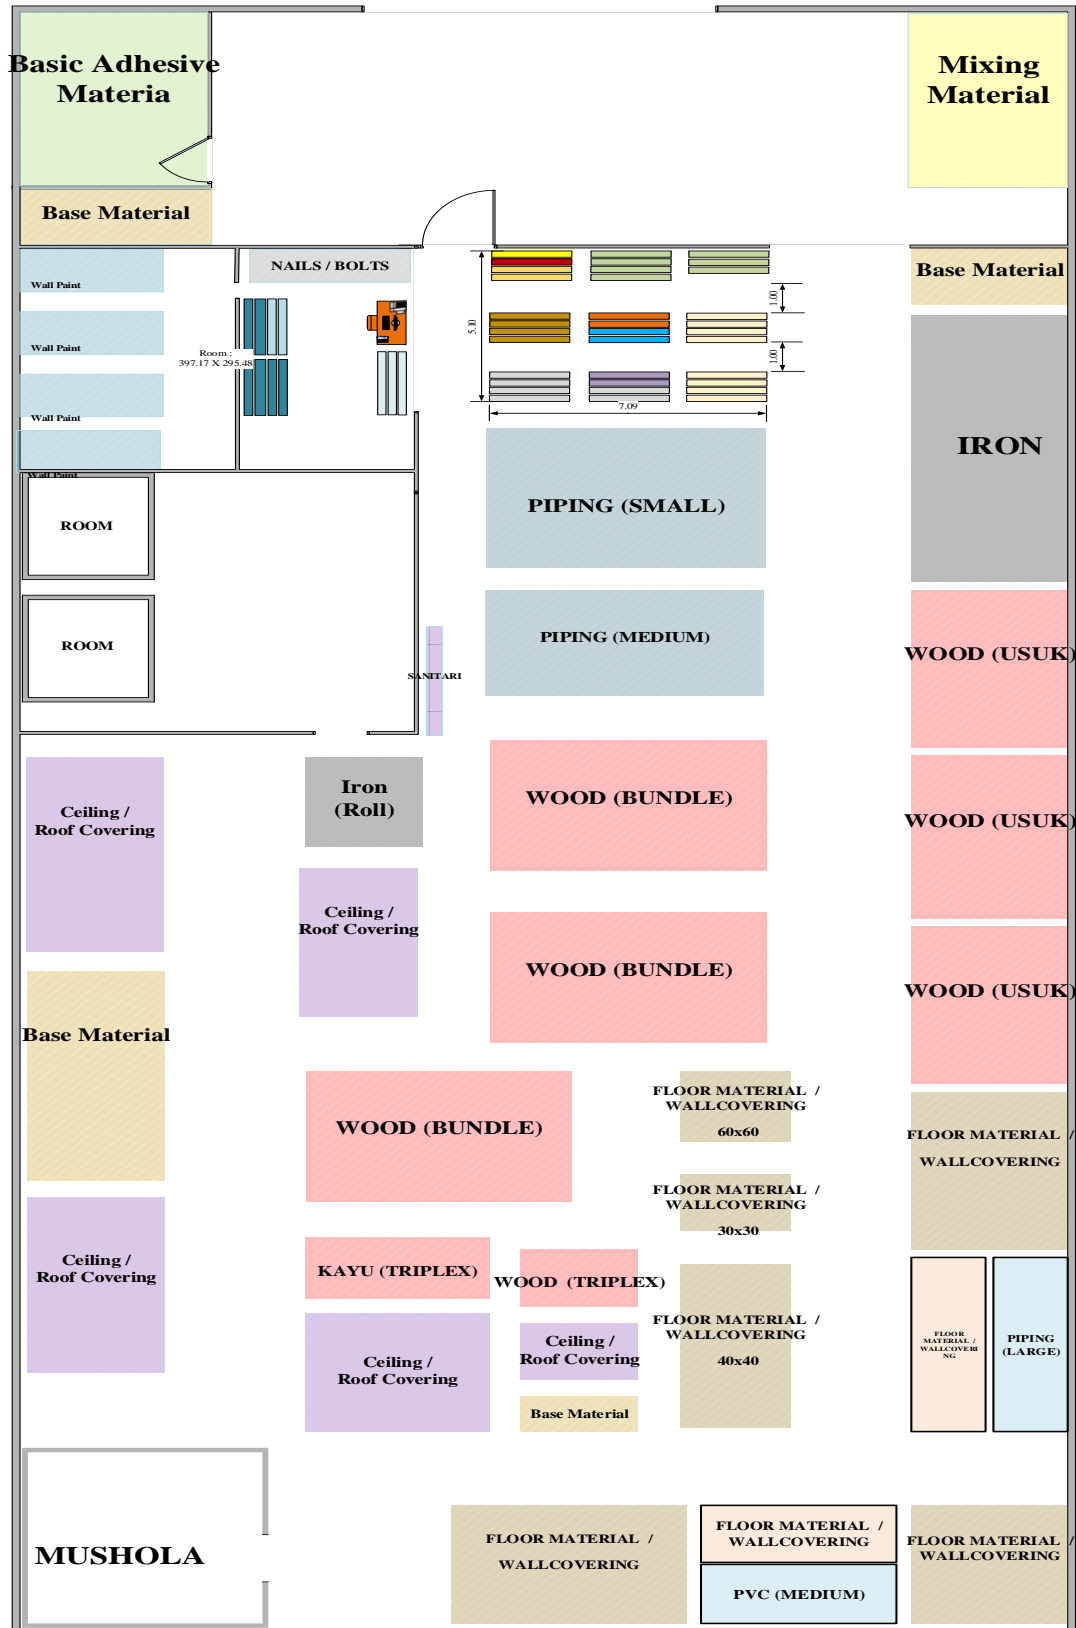 Basic Adhesive
Materia
Mixing
Material
Base Material
NAILS / BOLTS
Base Material
Wall Paint
Wall Paint
Wall Paint
Wall Paint
Room :
397.17 X 295.48
5.10
1.00
1.00
7.09
IRON
PIPING (SMALL)
ROOM
ROOM
PIPING (MEDIUM)
SANITARI
WOOD (USUK)
Iron
(Roll)
WOOD (BUNDLE)
Ceiling /
Roof Covering
WOOD (USUK)
Ceiling /
Roof Covering
WOOD (BUNDLE)
WOOD (USUK)
Base Material
WOOD (BUNDLE)
FLOOR MATERIAL /
WALLCOVERING
60x60
FLOOR MATERIAL /
WALLCOVERING
FLOOR MATERIAL /
WALLCOVERING
30x30
Ceiling /
Roof Covering
KAYU (TRIPLEX)
WOOD (TRIPLEX)
FLOOR MATERIAL /
WALLCOVERING
40x40
Ceiling /
Roof Covering
Ceiling /
Roof Covering
Base Material
FLOOR
MATERIAL /
WALLCOVERI
NG
PIPING
(LARGE)
MUSHOLA
FLOOR MATERIAL /
WALLCOVERING
FLOOR MATERIAL /
WALLCOVERING
PVC (MEDIUM)
FLOOR MATERIAL /
WALLCOVERING